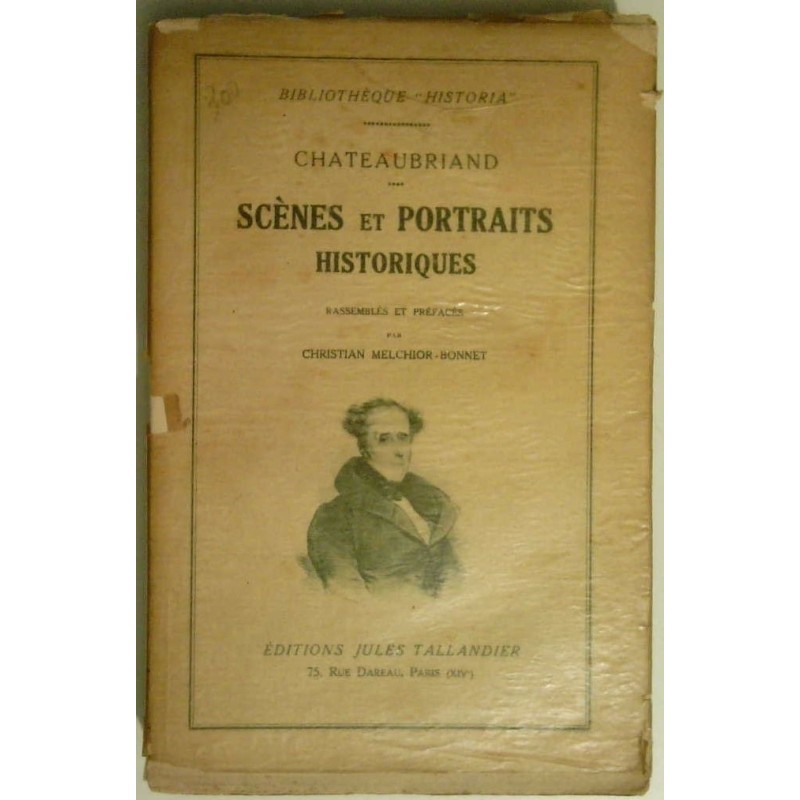 BIBLIOTHÈQUE "HISTORIA"
CHATEAUBRIAND
SCÈNES ET PORTRAITS
HISTORIQUES
RASSEMBLÉS ET PRÉFACÉS
PAR
CHRISTIAN MELCHIOR-BONNET
ÉDITIONS JULES TALLANDIER
75, RUE DAREAU, PARIS (XIVe)